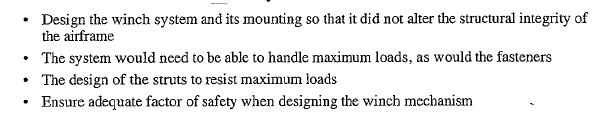 • Design the winch system and its mounting so that it did not alter the structural integrity of
the airframe
• The system would need to be able to handle maximum loads, as would the fasteners
• The design of the struts to resist maximum loads
• Ensure adequate factor of safety when designing the winch mechanism